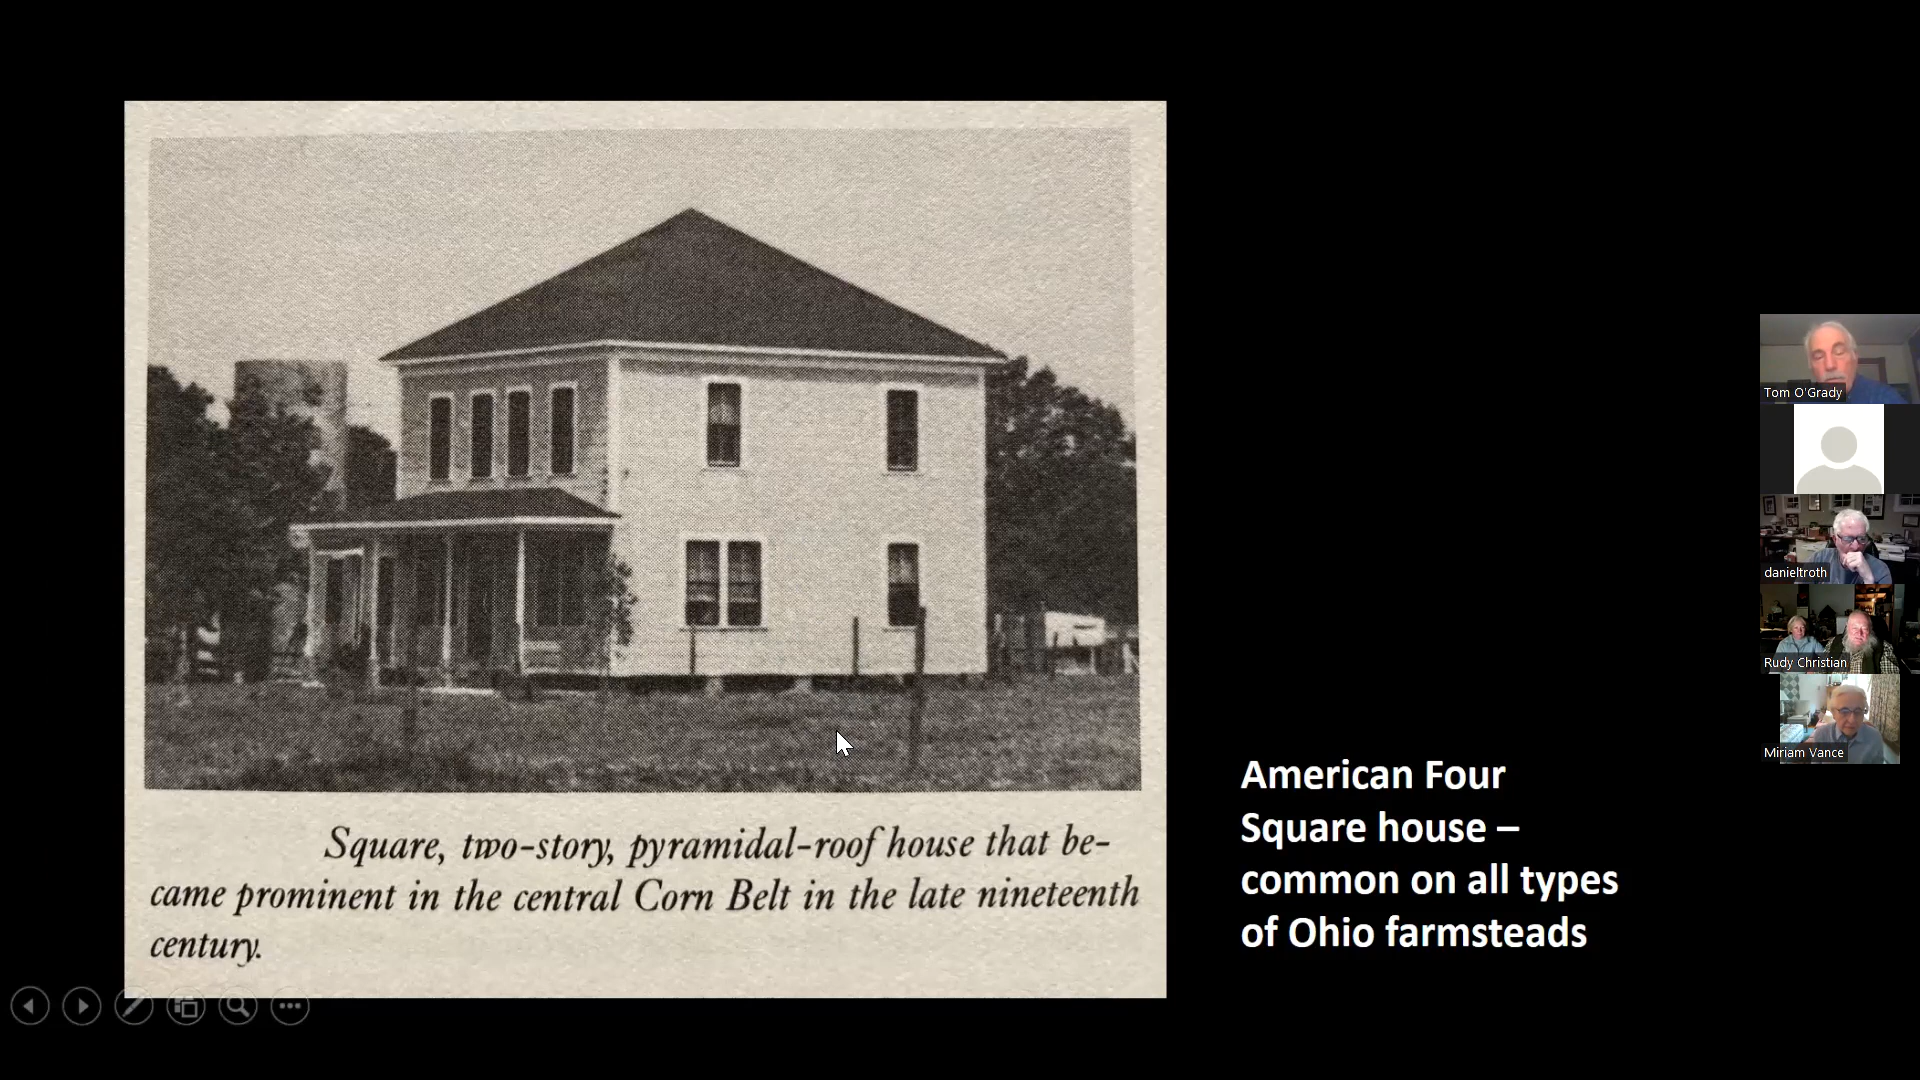 Square, two-story, pyramidal-roof house that be-
came prominent in the central Corn Belt in the late nineteenth
century.
American Four
Square house –
common on all types
of Ohio farmsteads
Tom O'Grady
danieltroth
Rudy Christian
Miriam Vance